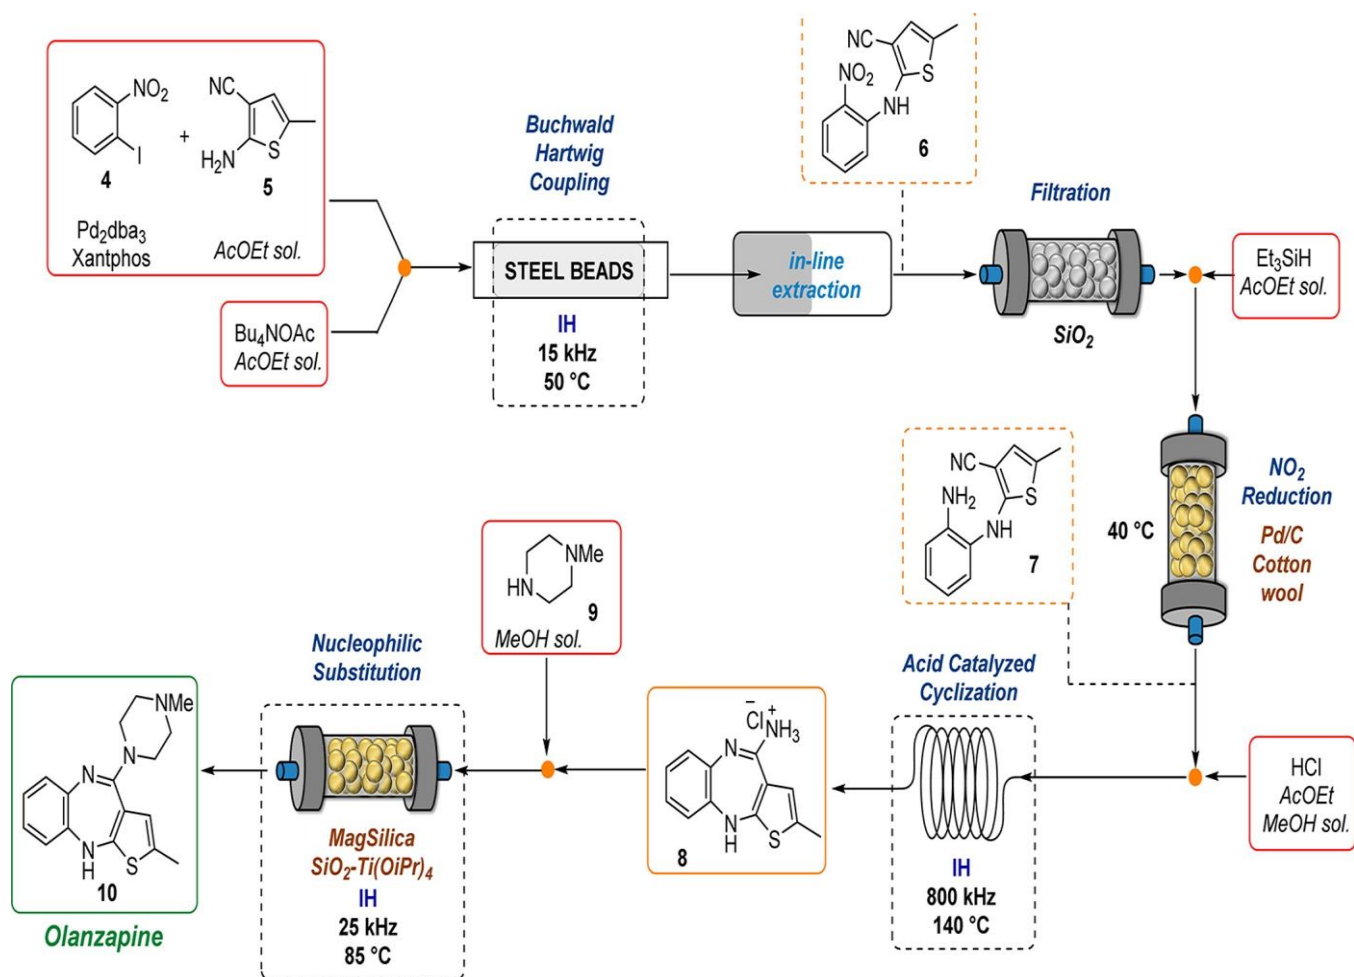 NO2
I
4
+
NC
H2N
S
5
Pd2dba3
Xantphos
AcOEt sol.
Bu4NOAc
AcOEt sol.
Buchwald
Hartwig
Coupling
STEEL BEADS
IH
15 kHz
50 °C
in-line
extraction
NC
NO2
S
NH
6
Filtration
SiO2
Et3SiH
AcOEt sol.
NO2
Reduction
Pd/C
Cotton
wool
40 °C
NC
NH2
S
NH
7
HCl
AcOEt
MeOH sol.
Acid Catalyzed
Cyclization
IH
800 kHz
140 °C
Cl− +
NH3
N
S
N
H
8
N–Me
HN
9
MeOH sol.
Nucleophilic
Substitution
MagSilica
SiO2-Ti(OiPr)4
IH
25 kHz
85 °C
N–Me
N
N
S
N
H
10
Olanzapine